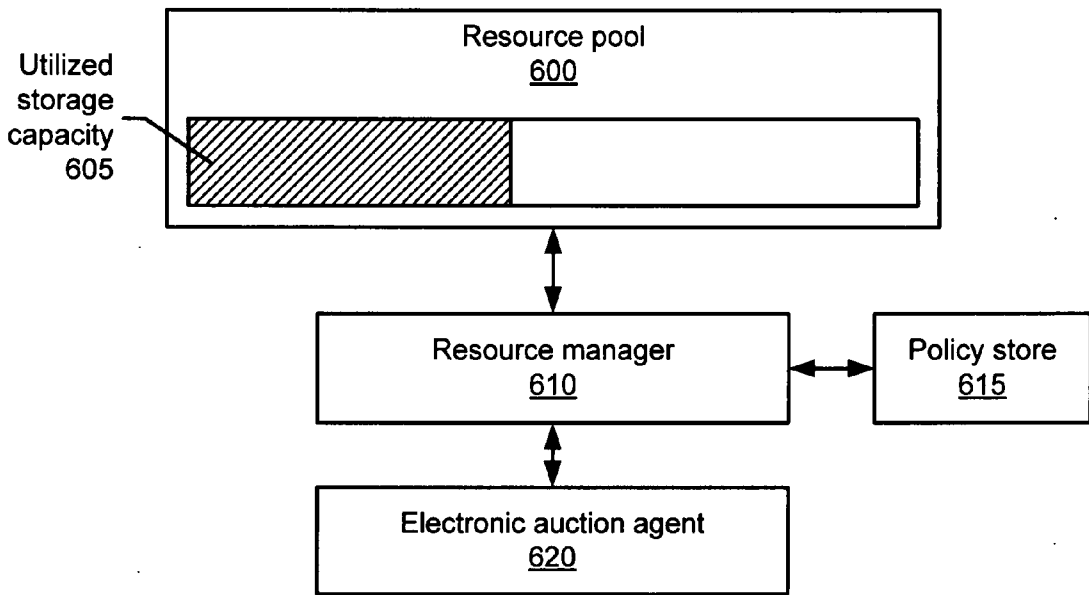 Resource pool
600
Utilized
storage
capacity
605
Resource manager
610
Policy store
615
Electronic auction agent
620